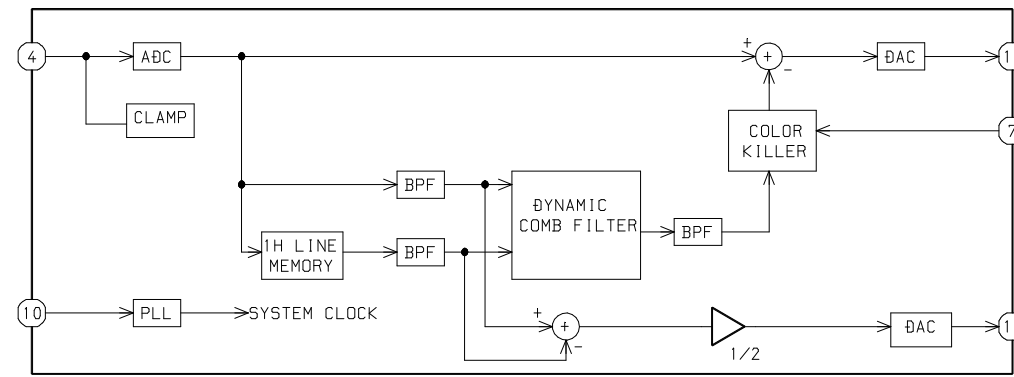 4
ADC
+
+
-
DAC
1
CLAMP
COLOR
KILLER
7
BPF
DYNAMIC
COMB FILTER
BPF
1H LINE
MEMORY
BPF
10
PLL
SYSTEM CLOCK
+
+
-
1/2
DAC
1